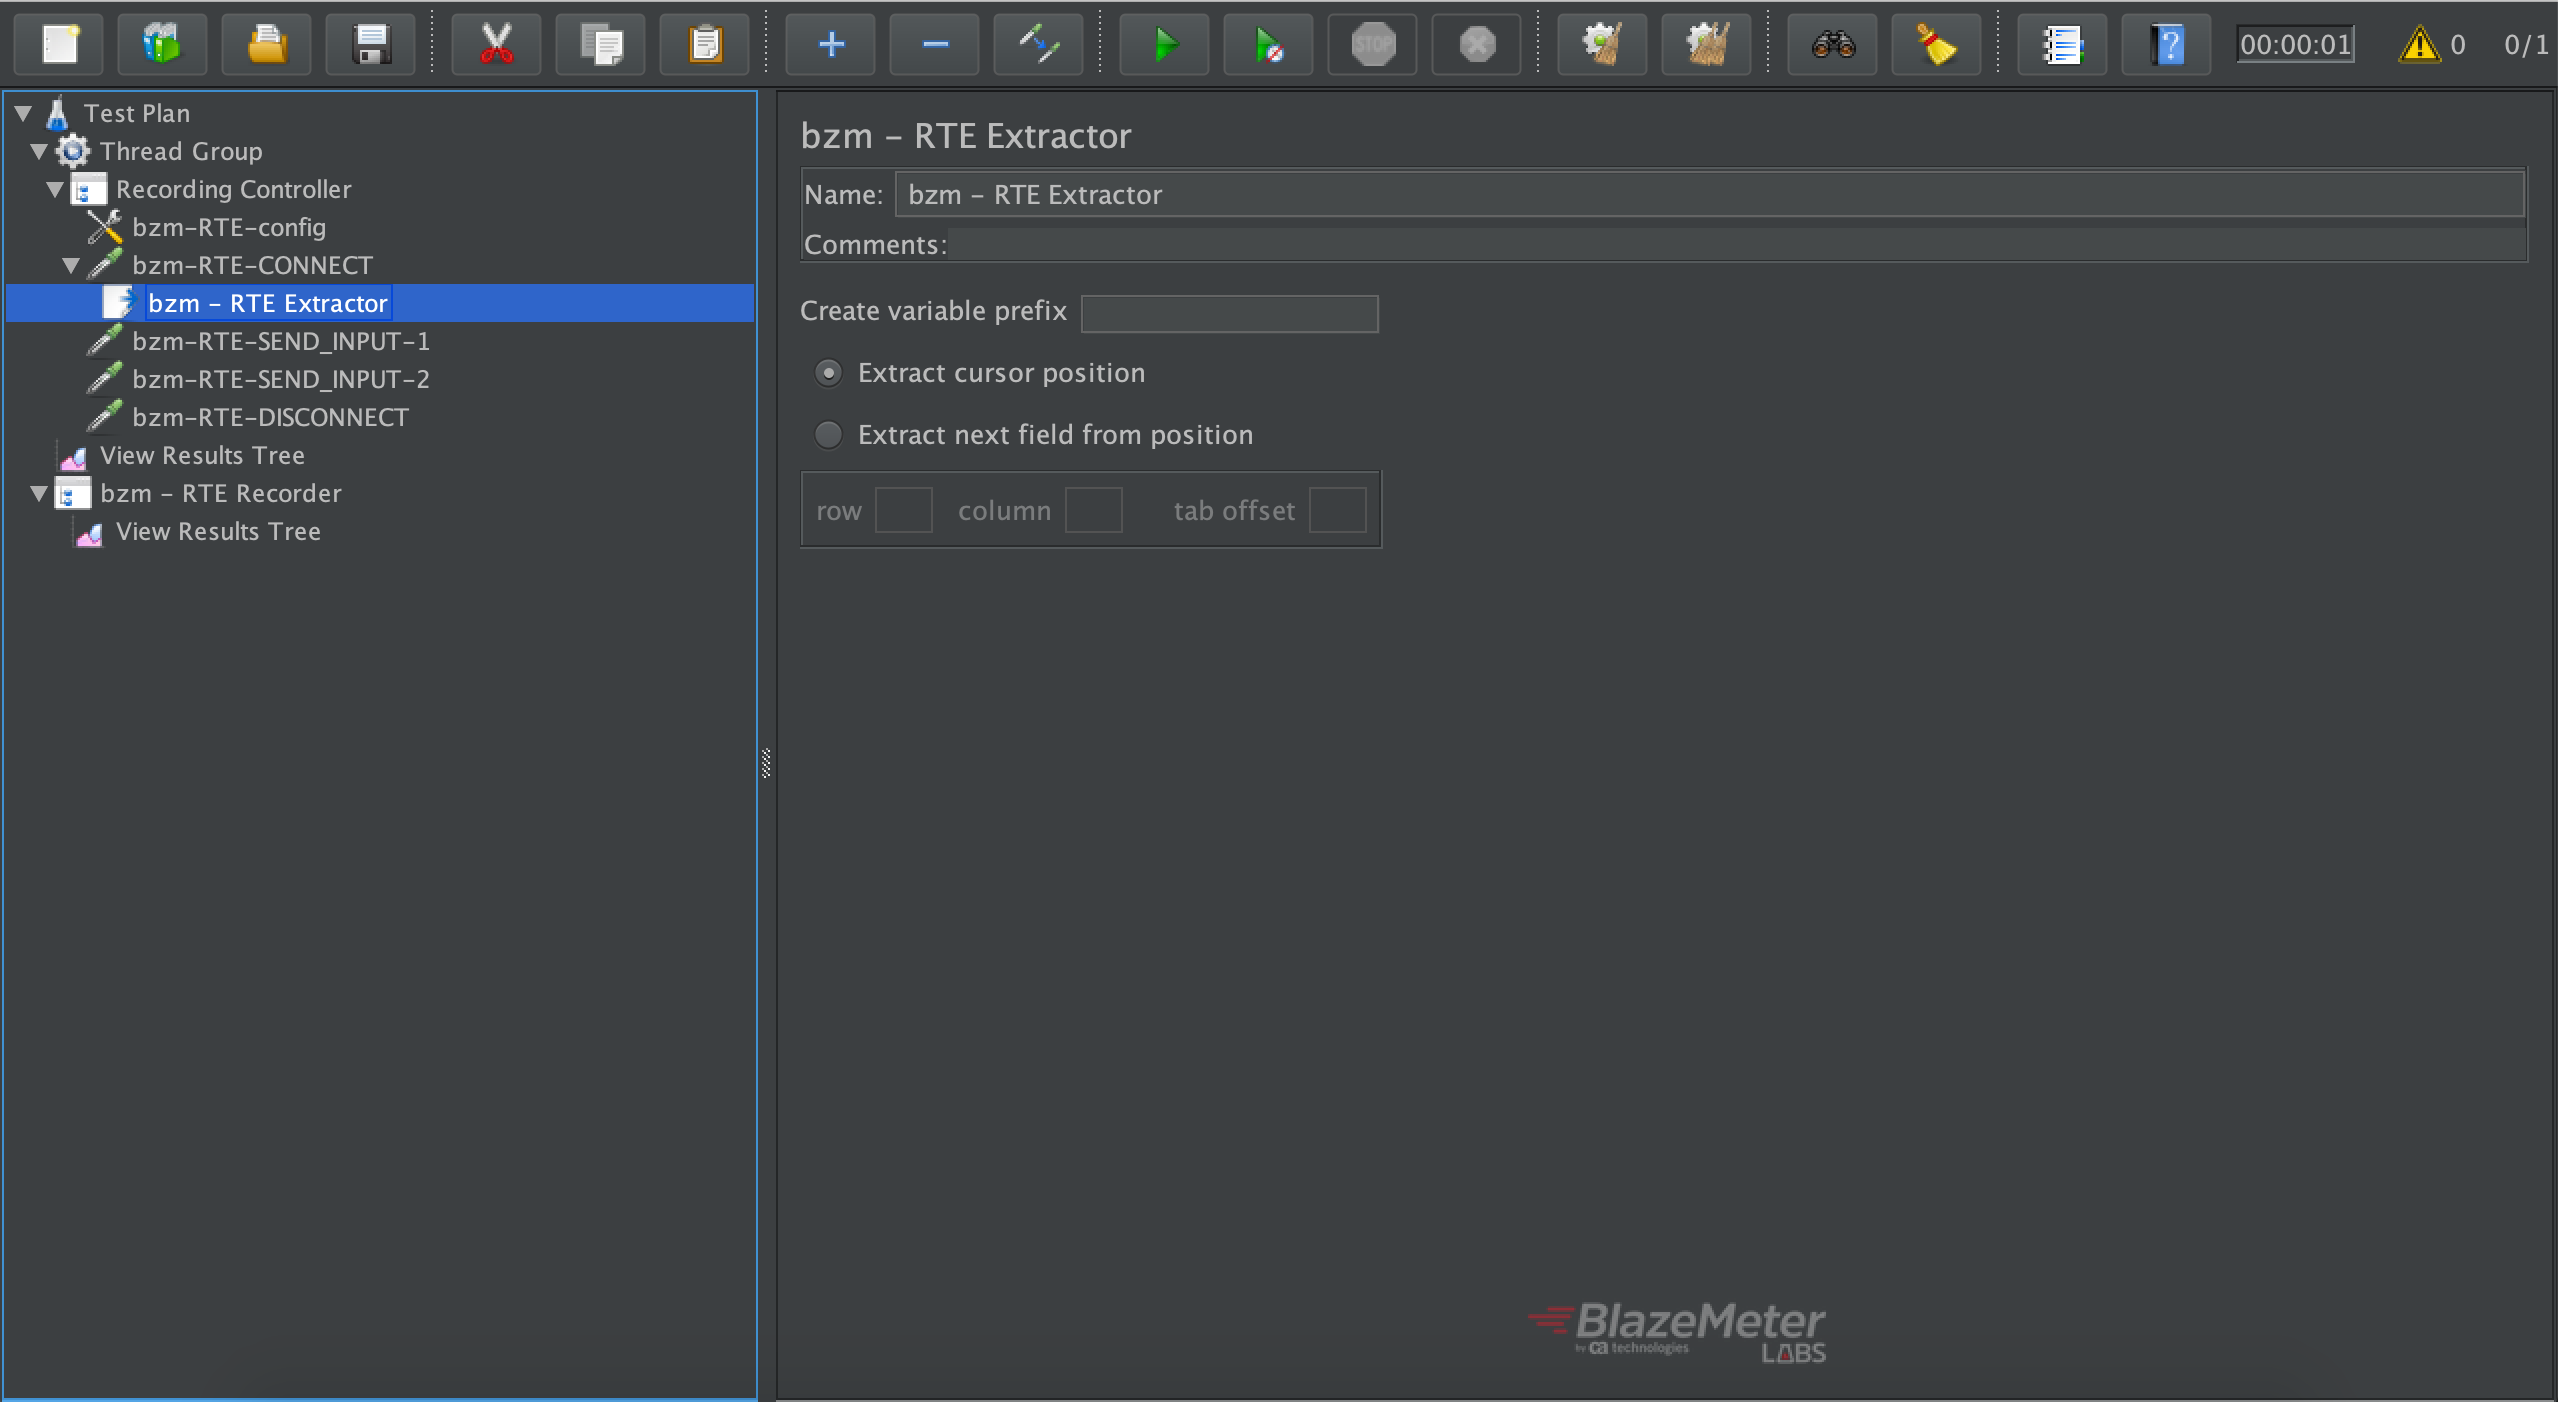 STOP
00:00:01
0
0/1
Test Plan
Thread Group
Recording Controller
bzm-RTE-config
bzm-RTE-CONNECT
bzm - RTE Extractor
bzm-RTE-SEND_INPUT-1
bzm-RTE-SEND_INPUT-2
bzm-RTE-DISCONNECT
View Results Tree
bzm - RTE Recorder
View Results Tree
bzm - RTE Extractor
Name: bzm - RTE Extractor
Comments:
Create variable prefix
Extract cursor position
Extract next field from position
row column tab offset
BlazeMeter
by ca technologies
LABS